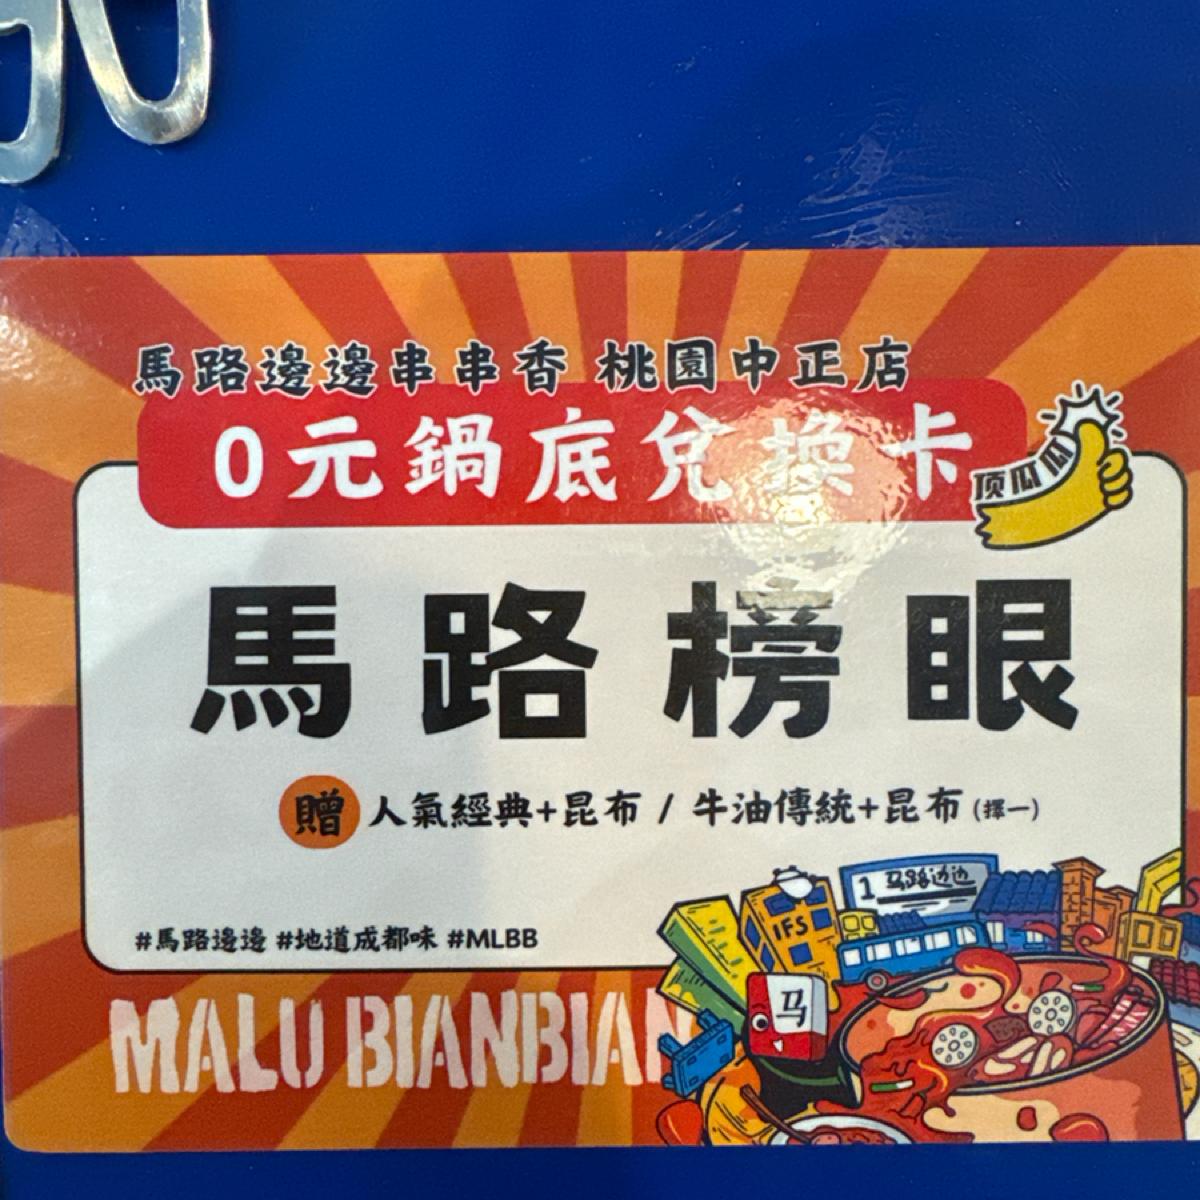 馬路邊邊串串香 桃園中正店
0元鍋底兌換卡
顶瓜瓜
馬路榜眼
贈 人氣經典+昆布 / 牛油傳統+昆布 (擇一)
1 马路边边
IFS
#馬路邊邊 #地道成都味 #MLBB
马
MALU BIANBIAN